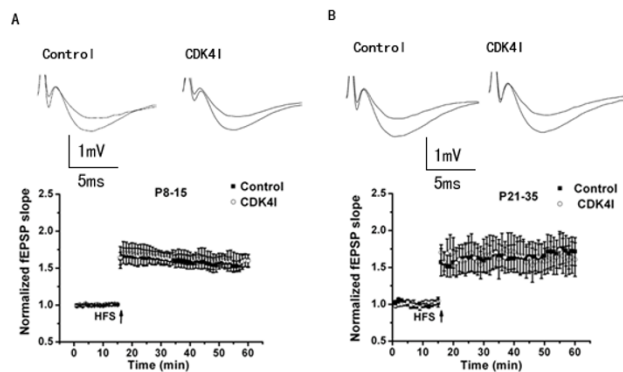 A
Control CDK4I
1mV
5ms
P8-15
Control
CDK4I
Normalized fEPSP slope
2.5
2.0
1.5
1.0
0.5
HFS
0 10 20 30 40 50 60
Time (min)
B
Control CDK4I
1mV
5ms
P21-35
Control
CDK4I
Normalized fEPSP slope
2.5
2.0
1.5
1.0
0.5
HFS
0 10 20 30 40 50 60 70
Time (min)